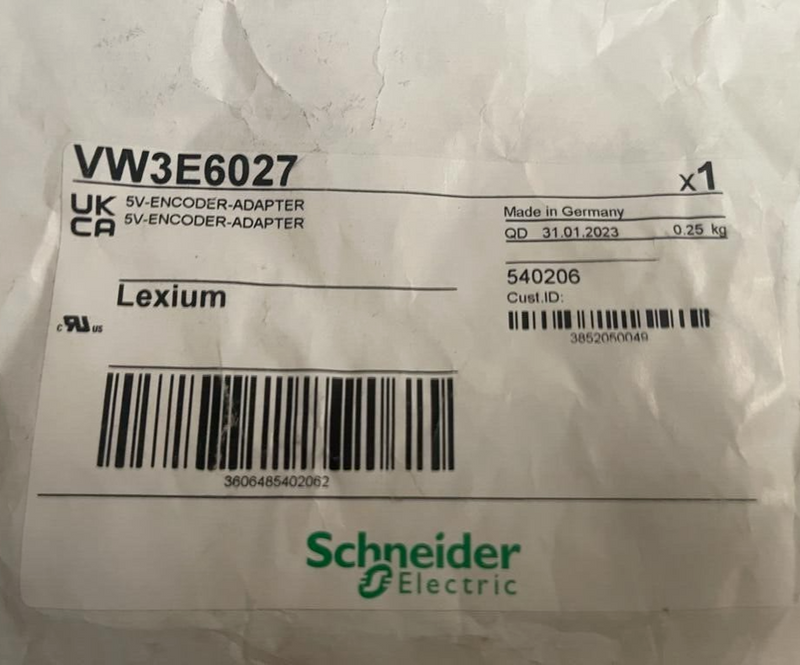 VW3E6027
x1
UK
CA
5V-ENCODER-ADAPTER
5V-ENCODER-ADAPTER
Made in Germany
QD 31.01.2023 0.25 kg
540206
Cust.ID:
3852050049
Lexium
c US
3606485402062
Schneider
Electric